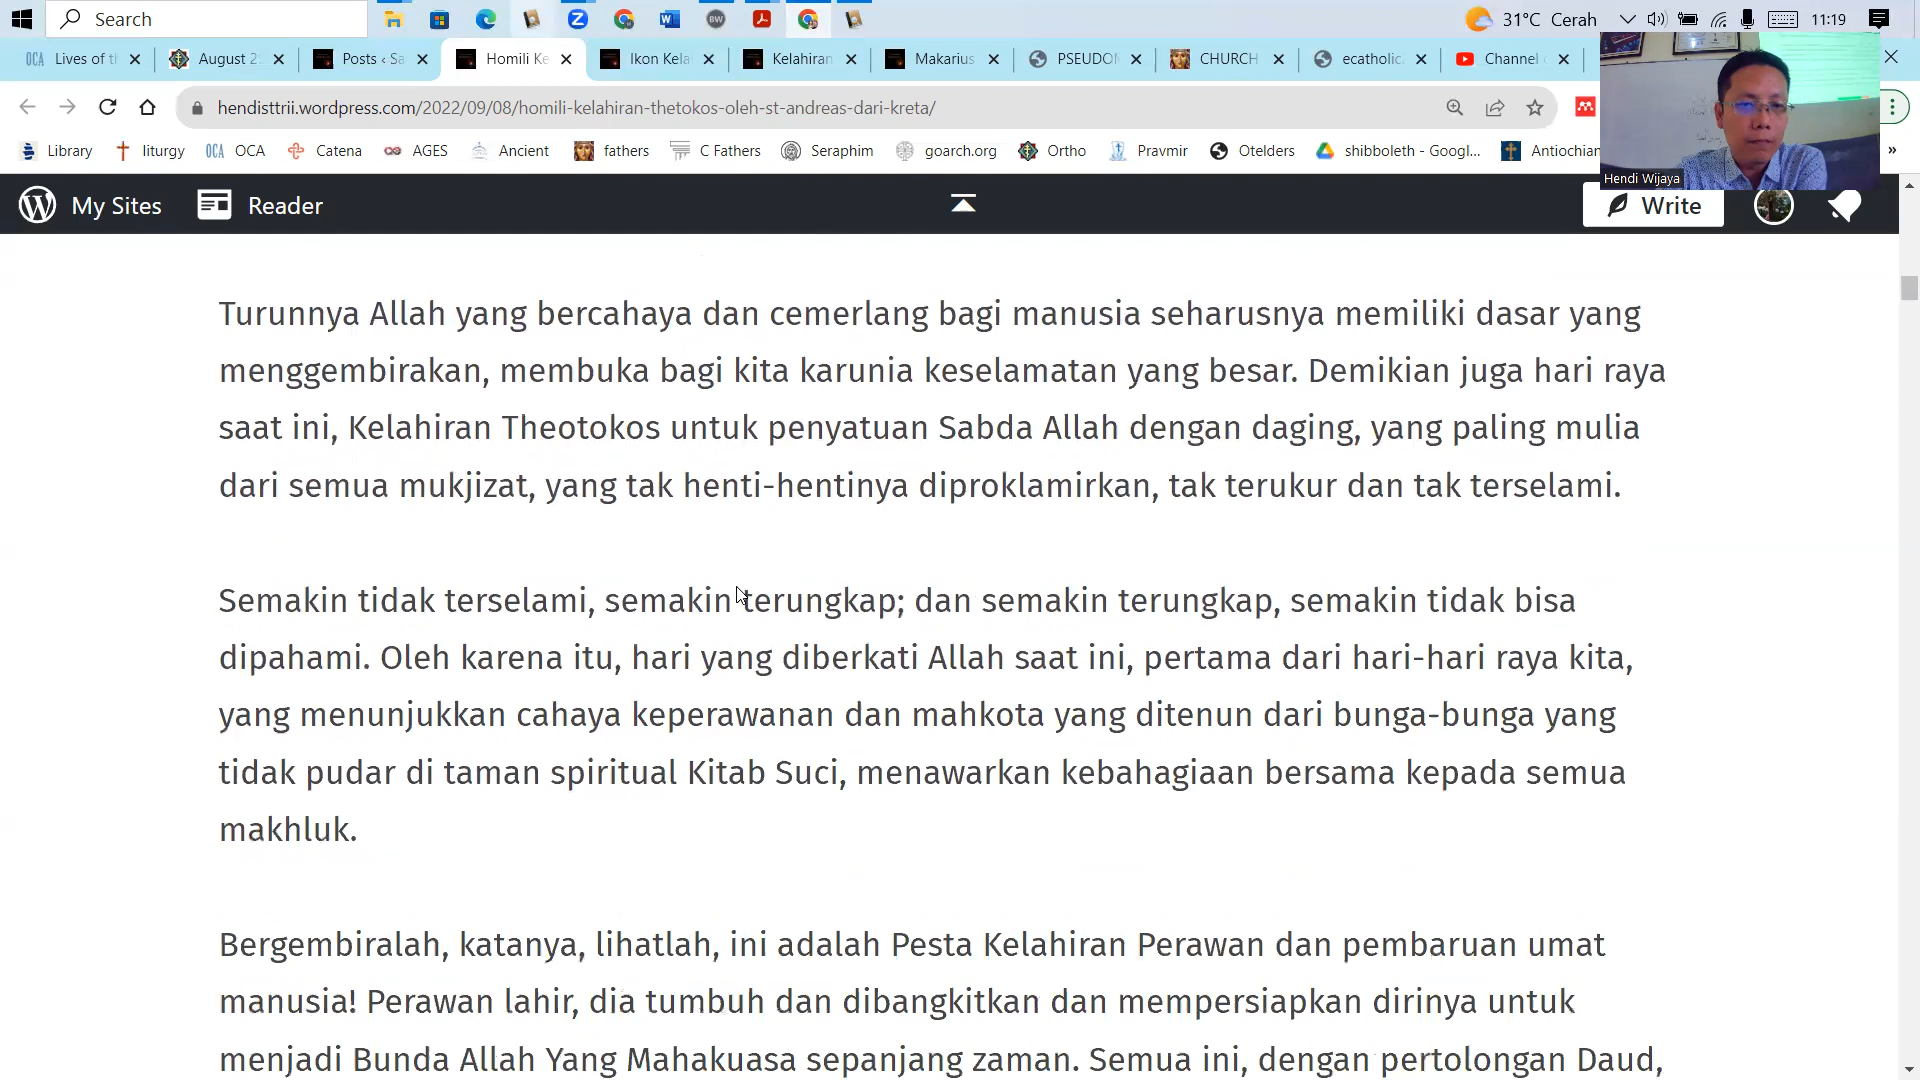 Search
31°C Cerah
11:19
OCA Lives of t
August 2
Posts ‹ Sa
Homili Ke
Ikon Kela
Kelahiran
Makarius
PSEUDO
CHURCH
ecatholic
Channel
hendisttrii.wordpress.com/2022/09/08/homili-kelahiran-thetokos-oleh-st-andreas-dari-kreta/
Library
liturgy
OCA OCA
Catena
AGES
Ancient
fathers
C Fathers
Seraphim
goarch.org
Ortho
Pravmir
Otelders
shibboleth - Googl...
Antiochian
»
Hendi Wijaya
My Sites
Reader
Write
Turunnya Allah yang bercahaya dan cemerlang bagi manusia seharusnya memiliki dasar yang
menggembirakan, membuka bagi kita karunia keselamatan yang besar. Demikian juga hari raya
saat ini, Kelahiran Theotokos untuk penyatuan Sabda Allah dengan daging, yang paling mulia
dari semua mukjizat, yang tak henti-hentinya diproklamirkan, tak terukur dan tak terselami.
Semakin tidak terselami, semakin terungkap; dan semakin terungkap, semakin tidak bisa
dipahami. Oleh karena itu, hari yang diberkati Allah saat ini, pertama dari hari-hari raya kita,
yang menunjukkan cahaya keperawanan dan mahkota yang ditenun dari bunga-bunga yang
tidak pudar di taman spiritual Kitab Suci, menawarkan kebahagiaan bersama kepada semua
makhluk.
Bergembiralah, katanya, lihatlah, ini adalah Pesta Kelahiran Perawan dan pembaruan umat
manusia! Perawan lahir, dia tumbuh dan dibangkitkan dan mempersiapkan dirinya untuk
menjadi Bunda Allah Yang Mahakuasa sepanjang zaman. Semua ini, dengan pertolongan Daud,